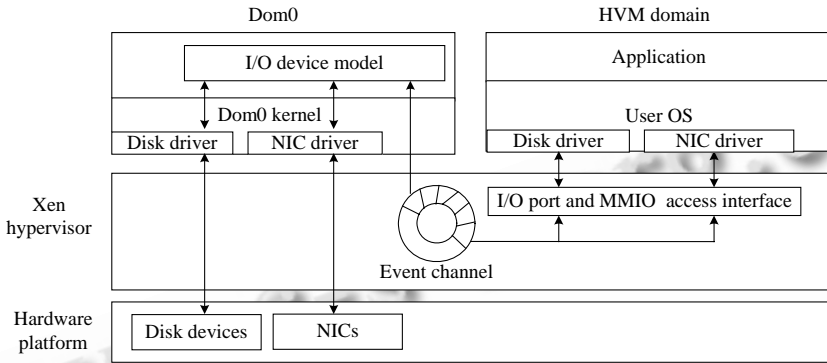 Dom0
HVM domain
I/O device model
Application
Dom0 kernel
User OS
Disk driver
NIC driver
Disk driver
NIC driver
Xen
hypervisor
I/O port and MMIO access interface
Event channel
Hardware
platform
Disk devices
NICs